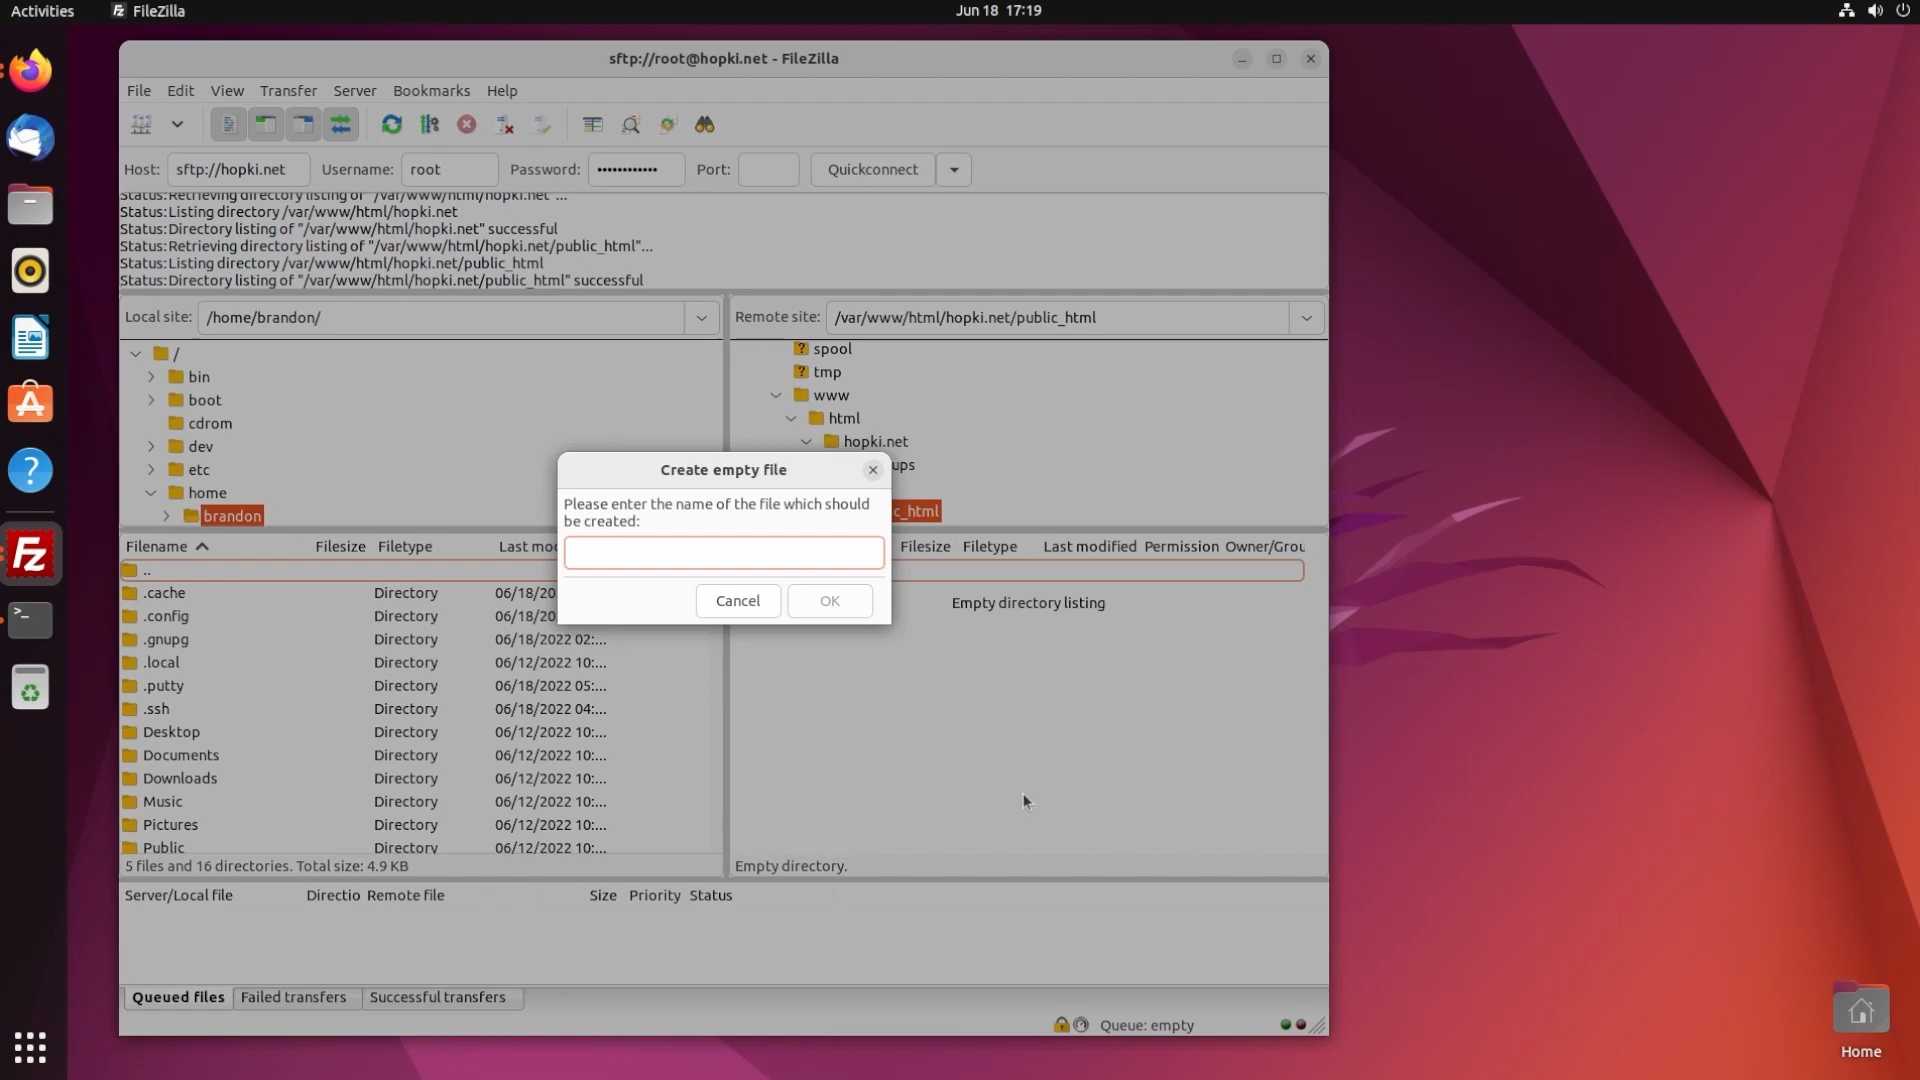 Activities
FileZilla
Jun 18 17:19
sftp://root@hopki.net - FileZilla
File Edit View Transfer Server Bookmarks Help
Host: sftp://hopki.net Username: root Password: •••••••••••• Port: Quickconnect
Status:Retrieving directory listing of "/var/www/html/hopki.net"...
Status:Listing directory /var/www/html/hopki.net
Status:Directory listing of "/var/www/html/hopki.net" successful
Status:Retrieving directory listing of "/var/www/html/hopki.net/public_html"...
Status:Listing directory /var/www/html/hopki.net/public_html
Status:Directory listing of "/var/www/html/hopki.net/public_html" successful
Local site: /home/brandon/
/
bin
boot
cdrom
dev
etc
home
brandon
Remote site: /var/www/html/hopki.net/public_html
spool
tmp
www
html
hopki.net
ups
c_html
Create empty file
Please enter the name of the file which should
be created:
Cancel OK
Filename Filesize Filetype Last mo
..
.cache Directory 06/18/20
.config Directory 06/18/20
.gnupg Directory 06/18/2022 02:...
.local Directory 06/12/2022 10:...
.putty Directory 06/18/2022 05:...
.ssh Directory 06/18/2022 04:...
Desktop Directory 06/12/2022 10:...
Documents Directory 06/12/2022 10:...
Downloads Directory 06/12/2022 10:...
Music Directory 06/12/2022 10:...
Pictures Directory 06/12/2022 10:...
Public Directory 06/12/2022 10:...
5 files and 16 directories. Total size: 4.9 KB
Filesize Filetype Last modified Permission Owner/Grou
Empty directory listing
Empty directory.
Server/Local file Directio Remote file Size Priority Status
Queued files Failed transfers Successful transfers
Queue: empty
Home